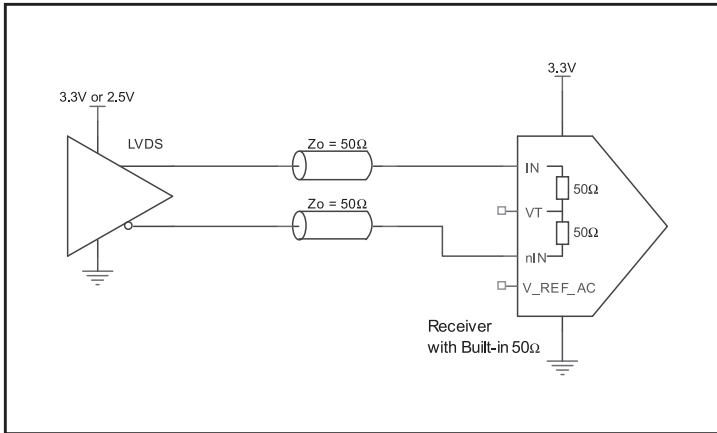 3.3V
3.3V or 2.5V
LVDS
Zo = 50Ω
IN
50Ω
Zo = 50Ω
VT
50Ω
nIN
V_REF_AC
Receiver
with Built-in 50Ω